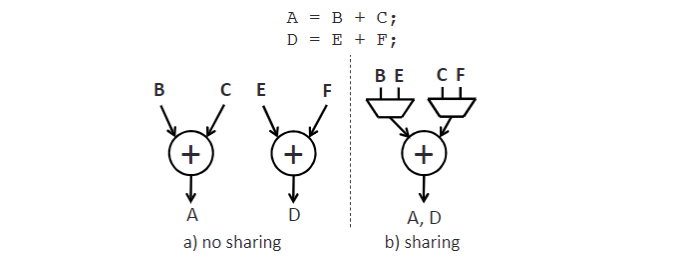 A = B + C;
D = E + F;
B C E F B E C F
+ + +
A D A, D
a) no sharing b) sharing